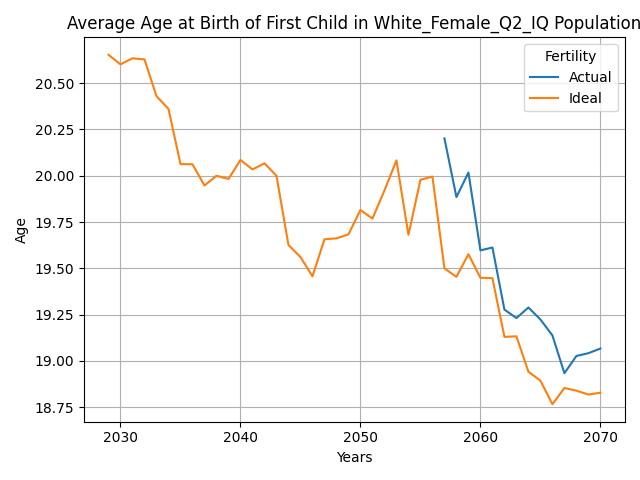 Average Age at Birth of First Child in White_Female_Q2_IQ Population
Fertility
Actual
Ideal
20.50
20.25
20.00
19.75
19.50
19.25
19.00
18.75
Age
2030 2040 2050 2060 2070
Years